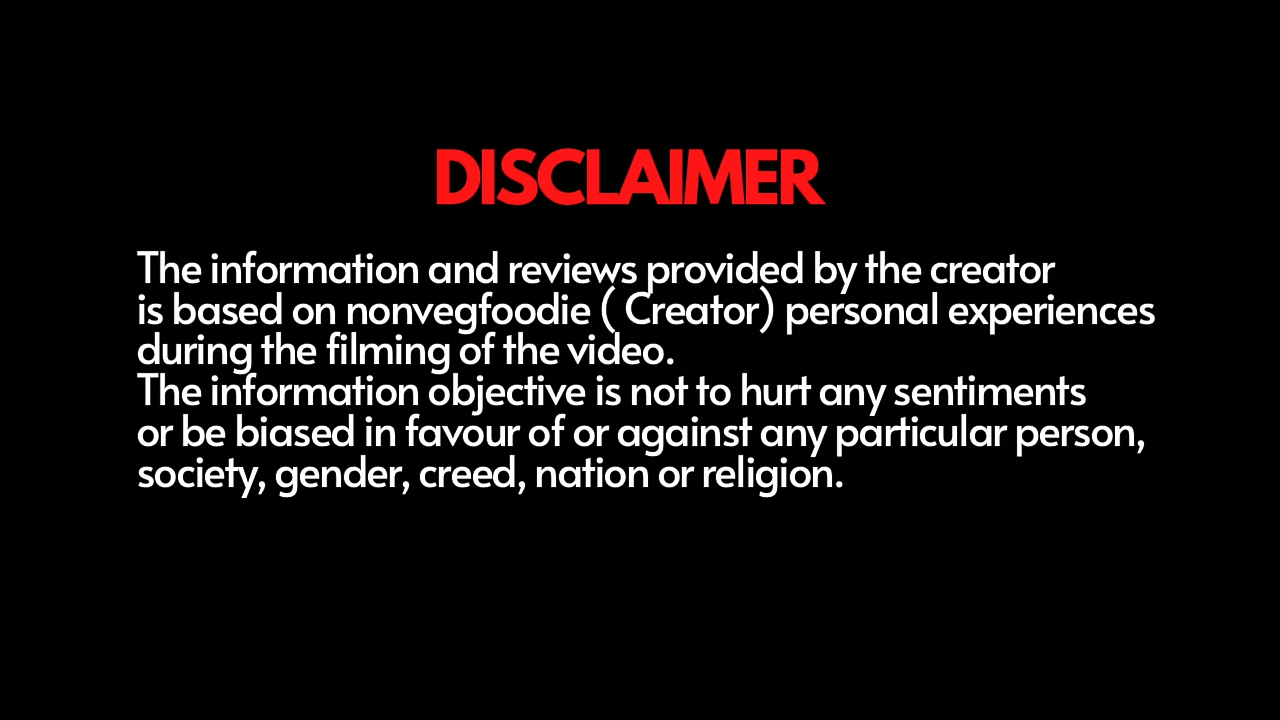 DISCLAIMER
The information and reviews provided by the creator
is based on nonvegfoodie ( Creator) personal experiences
during the filming of the video.
The information objective is not to hurt any sentiments
or be biased in favour of or against any particular person,
society, gender, creed, nation or religion.